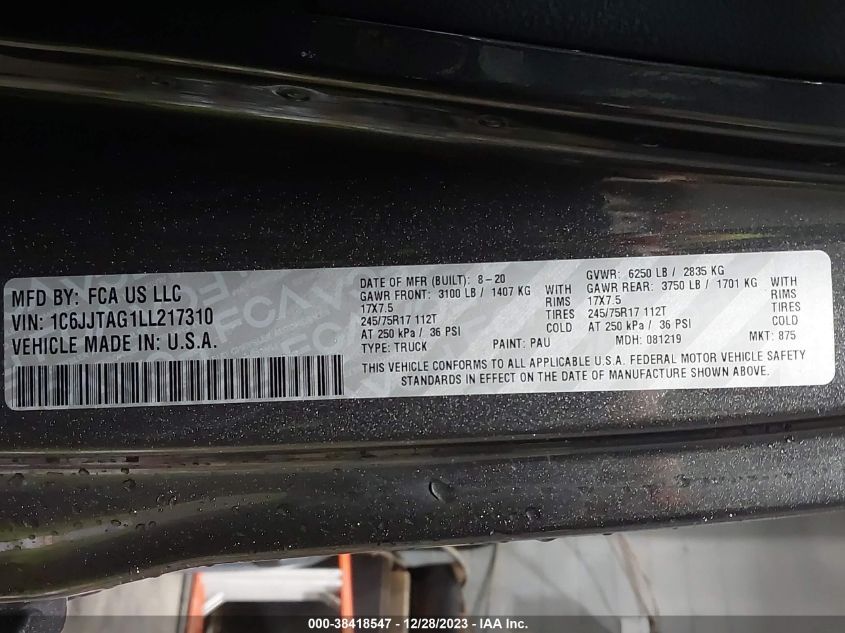 MFD BY: FCA US LLC
VIN: 1C6JJTAG1LL217310
VEHICLE MADE IN: U.S.A.
DATE OF MFR (BUILT): 8-20 GVWR: 6250 LB / 2835 KG
GAWR FRONT: 3100 LB / 1407 KG WITH GAWR REAR: 3750 LB / 1701 KG WITH
17X7.5 RIMS 17X7.5 RIMS
245/75R17 112T TIRES 245/75R17 112T TIRES
AT 250 kPa / 36 PSI COLD AT 250 kPa / 36 PSI COLD
TYPE: TRUCK PAINT: PAU MDH: 081219 MKT: 875
THIS VEHICLE CONFORMS TO ALL APPLICABLE U.S.A. FEDERAL MOTOR VEHICLE SAFETY
STANDARDS IN EFFECT ON THE DATE OF MANUFACTURE SHOWN ABOVE.
000-38418547 - 12/28/2023 - IAA Inc.